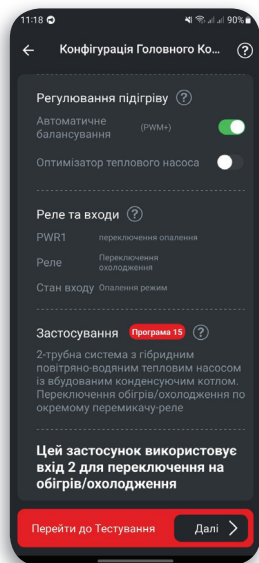 11:18
90%
Конфігурація Головного Ко...
Регулювання підігріву
Автоматичне
балансування
(PWM+)
Оптимізатор теплового насоса
Реле та входи
PWR1 переключення опалення
Реле Переключення
охолодження
Стан входу Опалення режим
Застосування Програма 15
2-трубна система з гібридним
повітряно-водяним тепловим насосом
із вбудованим конденсуючим котлом.
Переключення обігрів/охолодження по
окремому перемикачу-реле
Цей застосунок використовує
вхід 2 для переключення на
обігрів/охолодження
Перейти до Тестування Далі